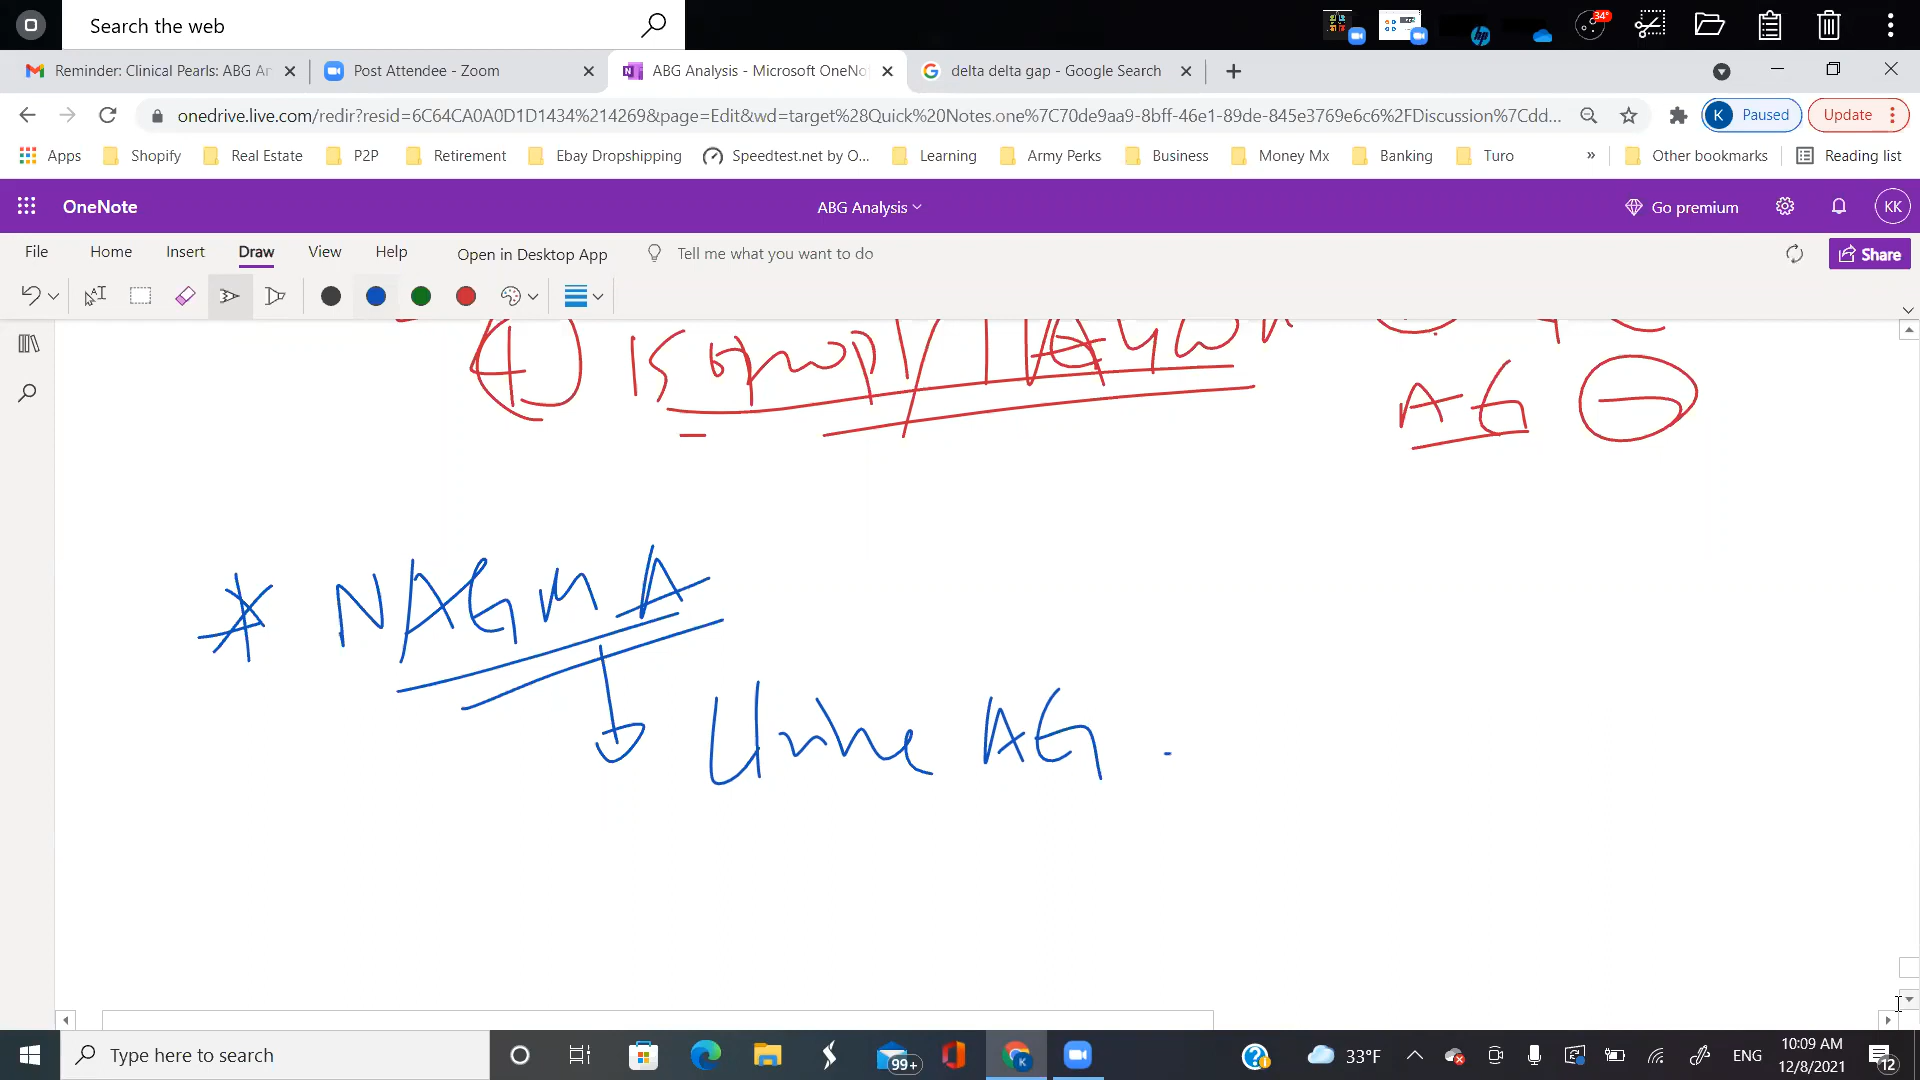 Search the web
34°
Reminder: Clinical Pearls: ABG An
Post Attendee - Zoom
ABG Analysis - Microsoft OneNo
delta delta gap - Google Search
onedrive.live.com/redir?resid=6C64CA0A0D1D1434%214269&page=Edit&wd=target%28Quick%20Notes.one%7C70de9aa9-8bff-46e1-89de-845e3769e6c6%2FDiscussion%7Cdd...
K Paused
Update
Apps Shopify Real Estate P2P Retirement Ebay Dropshipping Speedtest.net by O... Learning Army Perks Business Money Mx Banking Turo » Other bookmarks Reading list
OneNote
ABG Analysis
Go premium
KK
File Home Insert Draw View Help Open in Desktop App Tell me what you want to do
Share
4
AG
* NAGMA
Urine AG
Type here to search
99+
33°F
ENG
10:09 AM
12/8/2021
12